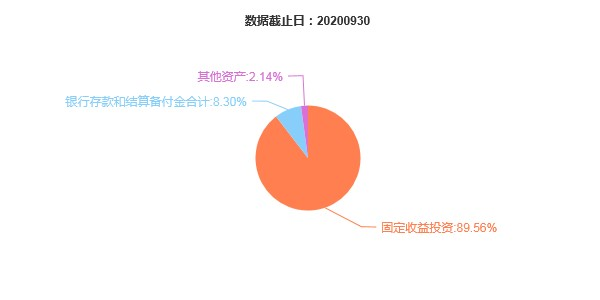 数据截止日：20200930
其他资产:2.14%
银行存款和结算备付金合计:8.30%
固定收益投资:89.56%